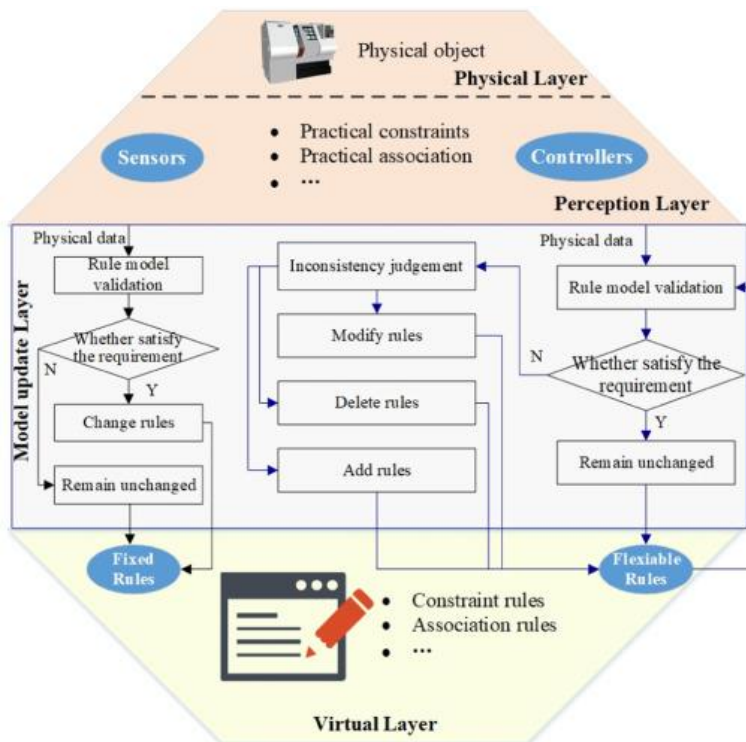 Physical object
Physical Layer
Sensors
• Practical constraints
• Practical association
• ...
Controllers
Perception Layer
Model update Layer
Physical data
Rule model
validation
Whether satisfy
the requirement
N
Y
Change rules
Remain unchanged
Inconsistency judgement
Modify rules
Delete rules
Add rules
Physical data
Rule model validation
Whether satisfy the
requirement
N
Y
Remain unchanged
Fixed
Rules
Flexiable
Rules
• Constraint rules
• Association rules
• ...
Virtual Layer